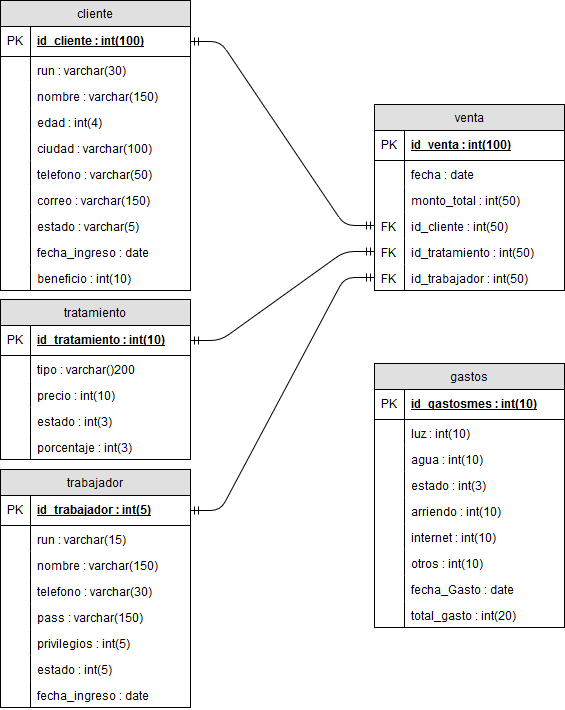 cliente
PK id_cliente : int(100)
run : varchar(30)
nombre : varchar(150)
edad : int(4)
ciudad : varchar(100)
telefono : varchar(50)
correo : varchar(150)
estado : varchar(5)
fecha_ingreso : date
beneficio : int(10)
tratamiento
PK id_tratamiento : int(10)
tipo : varchar()200
precio : int(10)
estado : int(3)
porcentaje : int(3)
trabajador
PK id_trabajador : int(5)
run : varchar(15)
nombre : varchar(150)
telefono : varchar(30)
pass : varchar(150)
privilegios : int(5)
estado : int(5)
fecha_ingreso : date
venta
PK id_venta : int(100)
fecha : date
monto_total : int(50)
FK id_cliente : int(50)
FK id_tratamiento : int(50)
FK id_trabajador : int(50)
gastos
PK id_gastosmes : int(10)
luz : int(10)
agua : int(10)
estado : int(3)
arriendo : int(10)
internet : int(10)
otros : int(10)
fecha_Gasto : date
total_gasto : int(20)